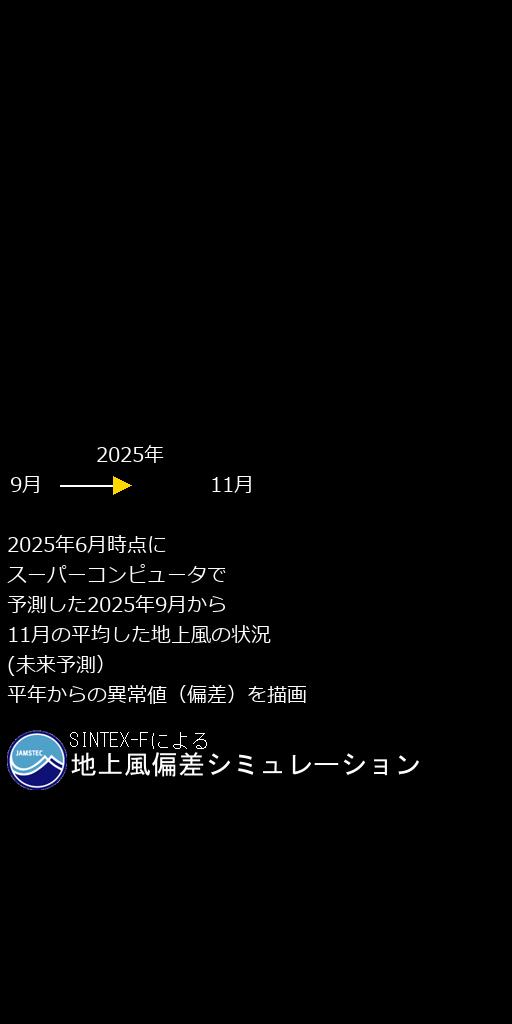 2025年
9月 11月
2025年6月時点に
スーパーコンピュータで
予測した2025年9月から
11月の平均した地上風の状況
(未来予測）
平年からの異常値（偏差）を描画
SINTEX-Fによる
JAMSTEC
地上風偏差シミュレーション